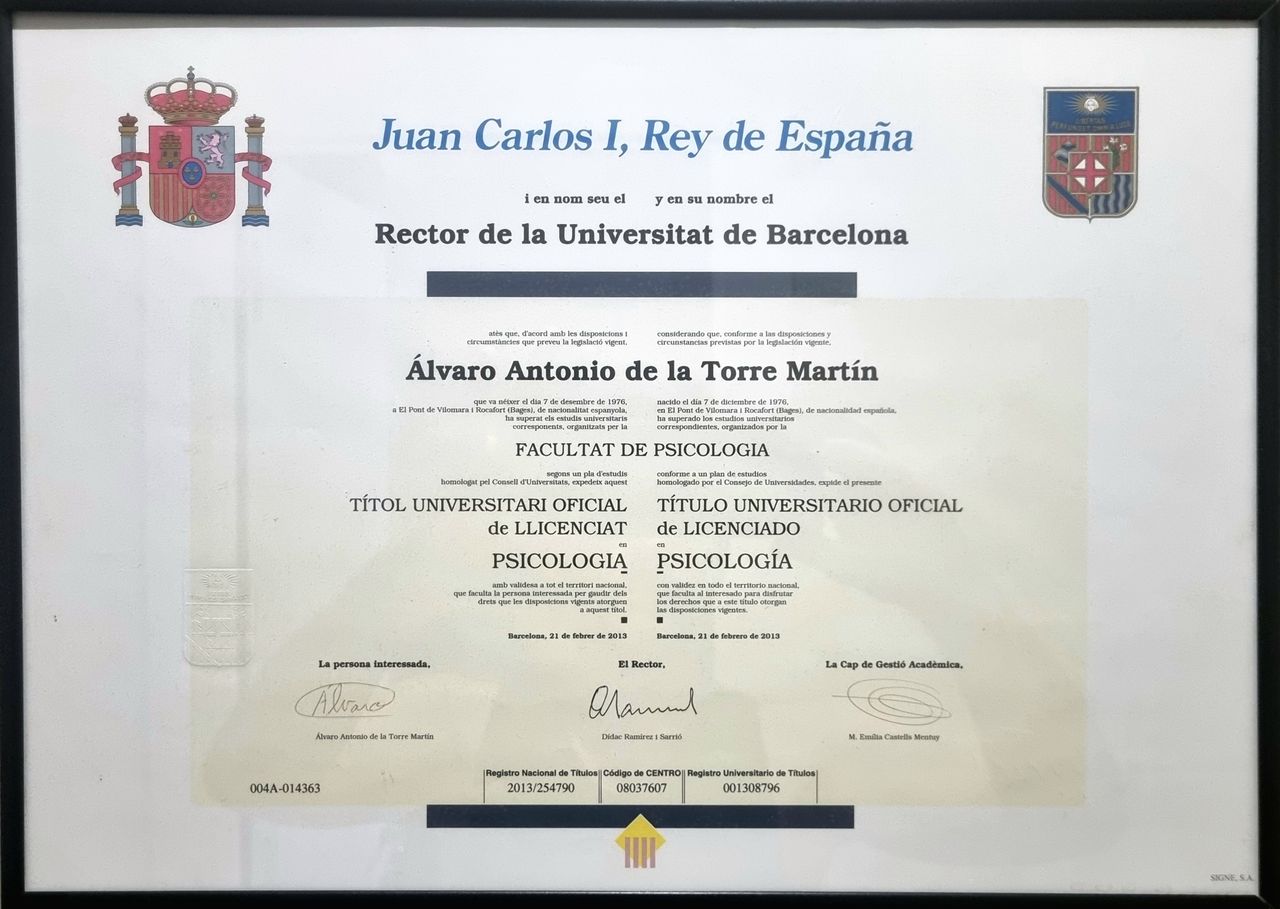 Juan Carlos I, Rey de España
i en nom seu el
y en su nombre el
Rector de la Universitat de Barcelona
LIBERTAS
PERFUNDET OMNIA LUCE
atès que, d'acord amb les disposicions i
circumstàncies que preveu la legislació vigent,
considerando que, conforme a las disposiciones y
circunstancias previstas por la legislación vigente,
Álvaro Antonio de la Torre Martín
que va néixer el dia 7 de desembre de 1976,
a El Pont de Vilomara i Rocafort (Bages), de nacionalitat espanyola,
ha superat els estudis universitaris
corresponents, organitzats per la
nacido el día 7 de diciembre de 1976,
en El Pont de Vilomara i Rocafort (Bages), de nacionalidad española,
ha superado los estudios universitarios
correspondientes, organizados por la
FACULTAT DE PSICOLOGIA
segons un pla d'estudis
homologat pel Consell d'Universitats, expedeix aquest
conforme a un plan de estudios
homologado por el Consejo de Universidades, expide el presente
TÍTOL UNIVERSITARI OFICIAL
de LLICENCIAT
en
PSICOLOGIA
TÍTULO UNIVERSITARIO OFICIAL
de LICENCIADO
en
PSICOLOGÍA
amb validesa a tot el territori nacional,
que faculta la persona interessada per gaudir dels
drets que les disposicions vigents atorguen
a aquest títol.
con validez en todo el territorio nacional,
que faculta al interesado para disfrutar
los derechos que a este título otorgan
las disposiciones vigentes.
Barcelona, 21 de febrer de 2013
Barcelona, 21 de febrero de 2013
La persona interessada,
El Rector,
La Cap de Gestió Acadèmica,
Álvaro
Álvaro Antonio de la Torre Martín
Dídac Ramírez i Sarrió
M. Emília Castells Mentuy
004A-014363
Registro Nacional de Títulos
2013/254790
Código de CENTRO
08037607
Registro Universitario de Títulos
001308796
SIGNE, S.A.